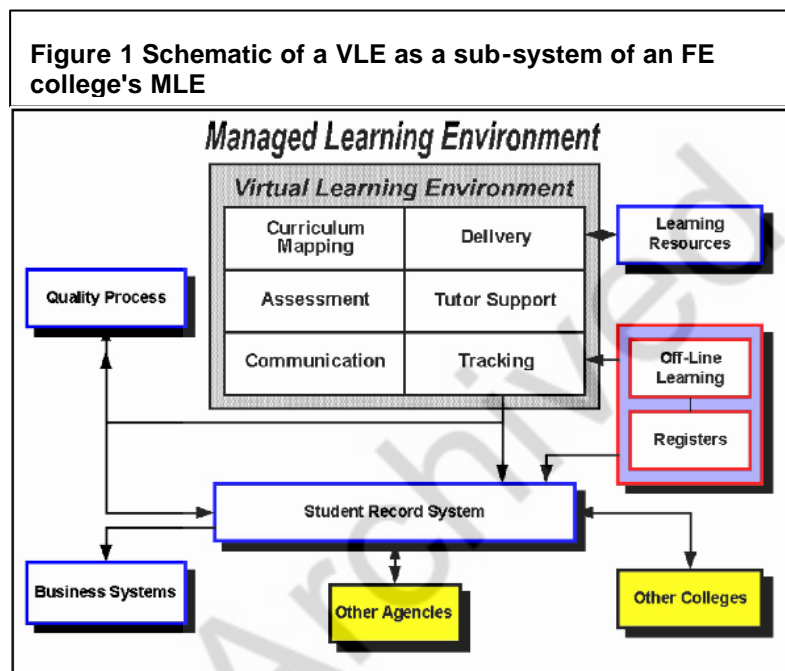 Figure 1 Schematic of a VLE as a sub-system of an FE
college's MLE
Managed Learning Environment
Virtual Learning Environment
Curriculum
Mapping
Delivery
Learning
Resources
Quality Process
Assessment
Tutor Support
Communication
Tracking
Off-Line
Learning
Registers
Student Record System
Business Systems
Other Agencies
Other Colleges
Archived